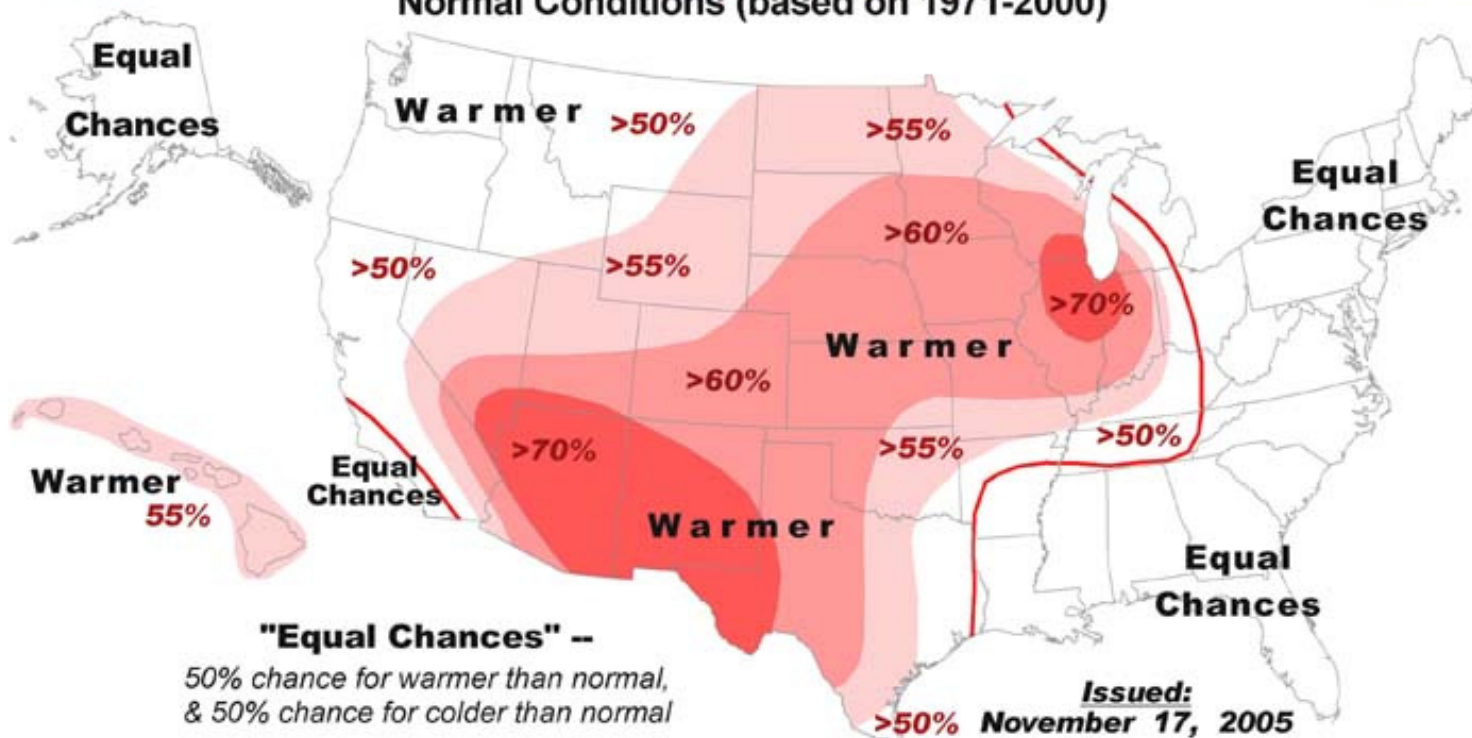 Normal Conditions (based on 1971-2000)
Equal
Chances
Warmer
>50%
>55%
Equal
Chances
>60%
>50%
>55%
>70%
Warmer
>60%
>70%
>55%
>50%
Equal
Chances
Warmer
55%
Warmer
Equal
Chances
"Equal Chances" --
50% chance for warmer than normal,
& 50% chance for colder than normal
Issued:
>50%
November 17, 2005